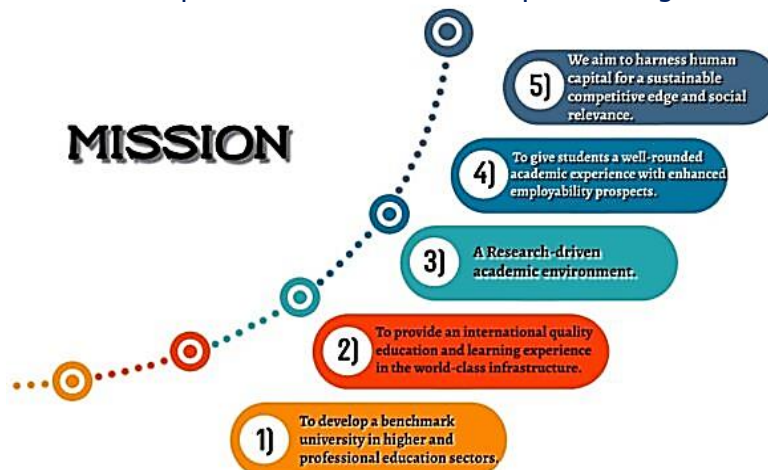 MISSION
5)
We aim to harness human
capital for a sustainable
competitive edge and social
relevance.
4)
To give students a well-rounded
academic experience with enhanced
employability prospects.
3)
A Research-driven
academic environment.
2)
To provide an international quality
education and learning experience
in the world-class infrastructure.
1)
To develop a benchmark
university in higher and
professional education sectors.